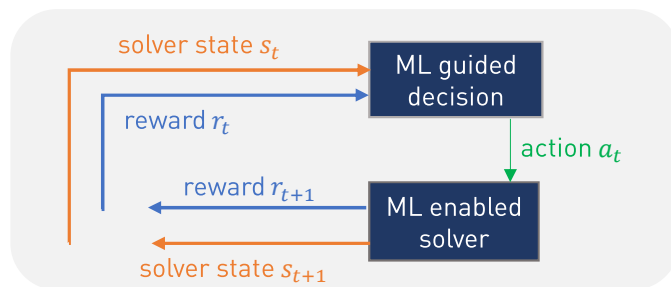 solver state s_t
ML guided
decision
reward r_t
action a_t
reward r_{t+1}
ML enabled
solver
solver state s_{t+1}